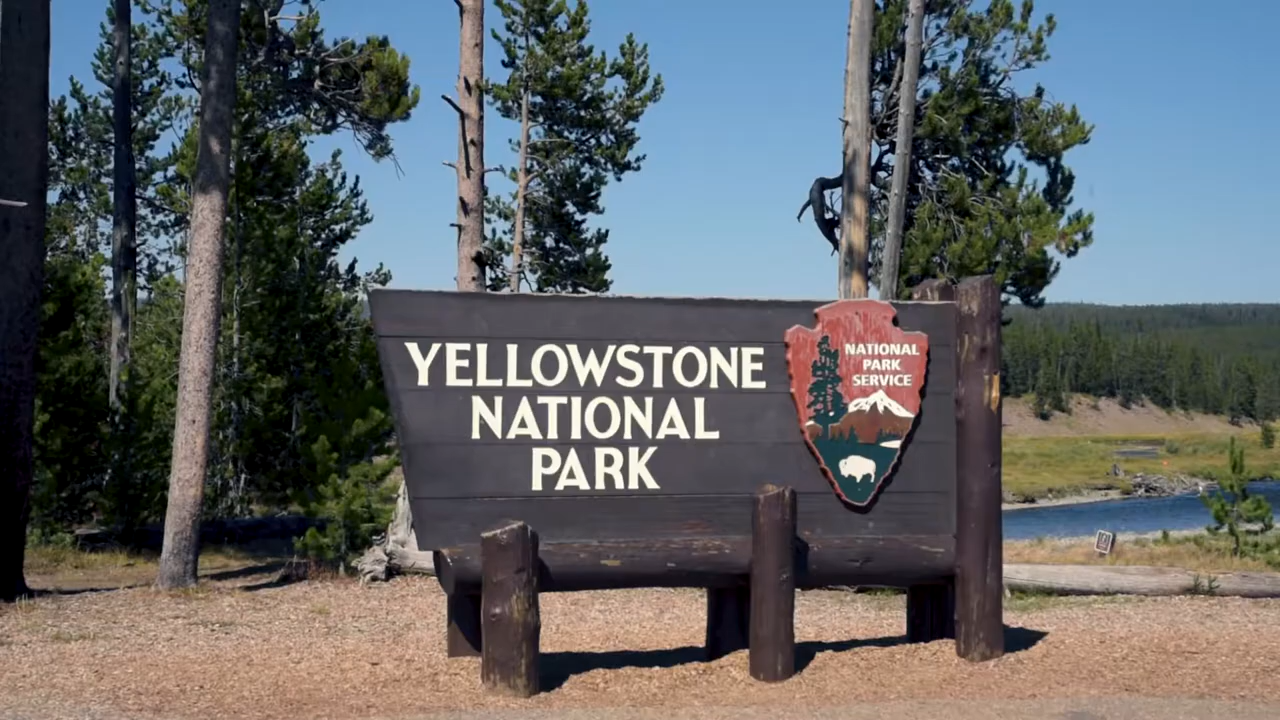 YELLOWSTONE
NATIONAL
PARK
NATIONAL
PARK
SERVICE